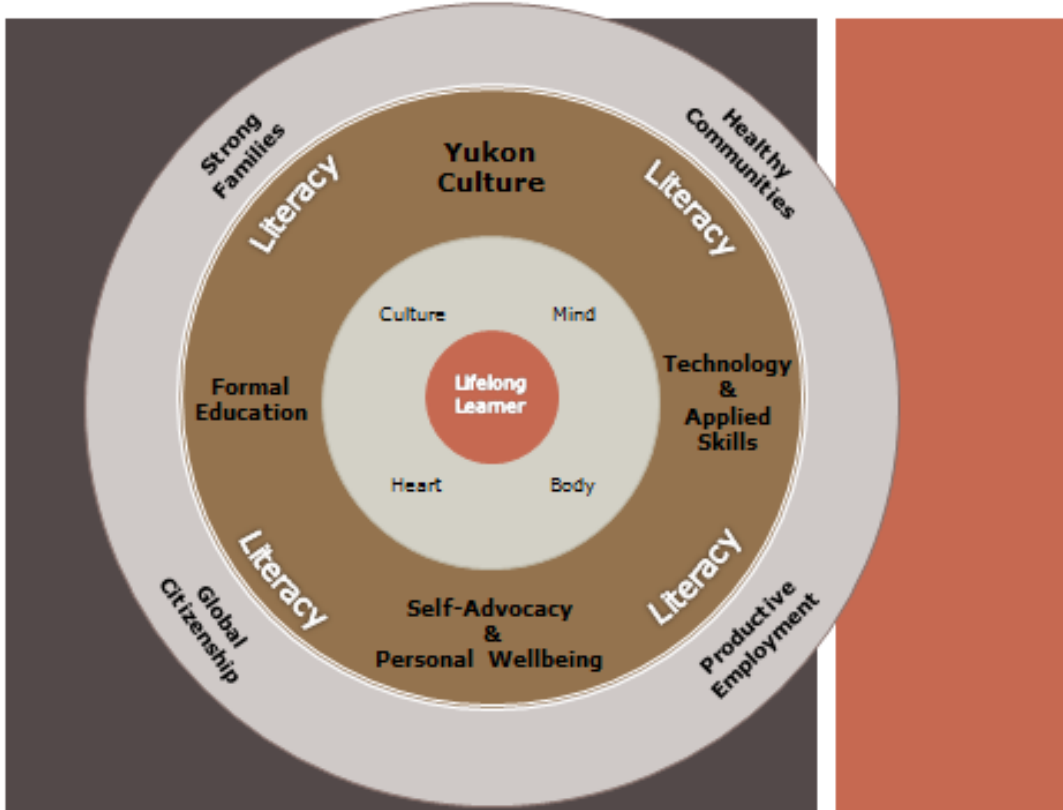 Strong
Families
Healthy
Communities
Literacy
Yukon
Culture
Literacy
Culture
Mind
Formal
Education
Lifelong
Learner
Technology
&
Applied
Skills
Heart
Body
Literacy
Self-Advocacy
&
Personal Wellbeing
Literacy
Global
Citizenship
Productive
Employment